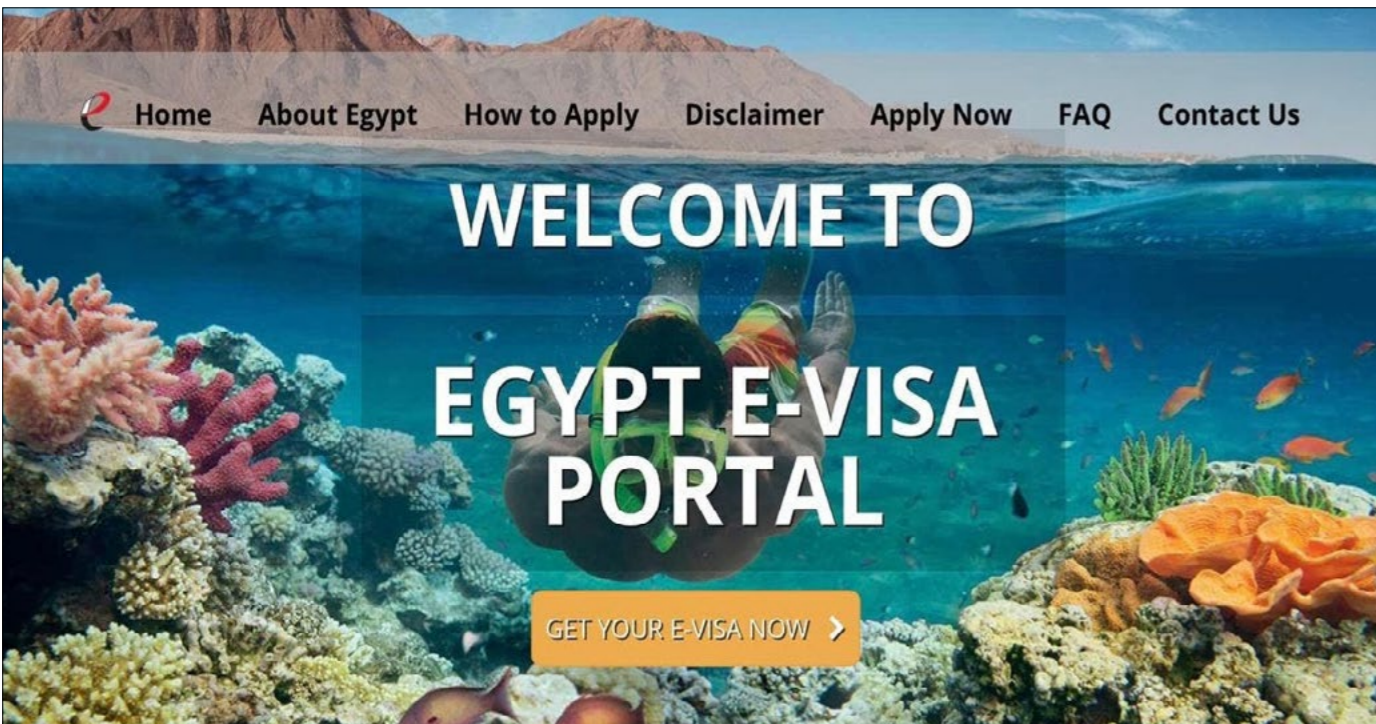 Home About Egypt How to Apply Disclaimer Apply Now FAQ Contact Us
WELCOME TO
EGYPT E-VISA
PORTAL
GET YOUR E-VISA NOW